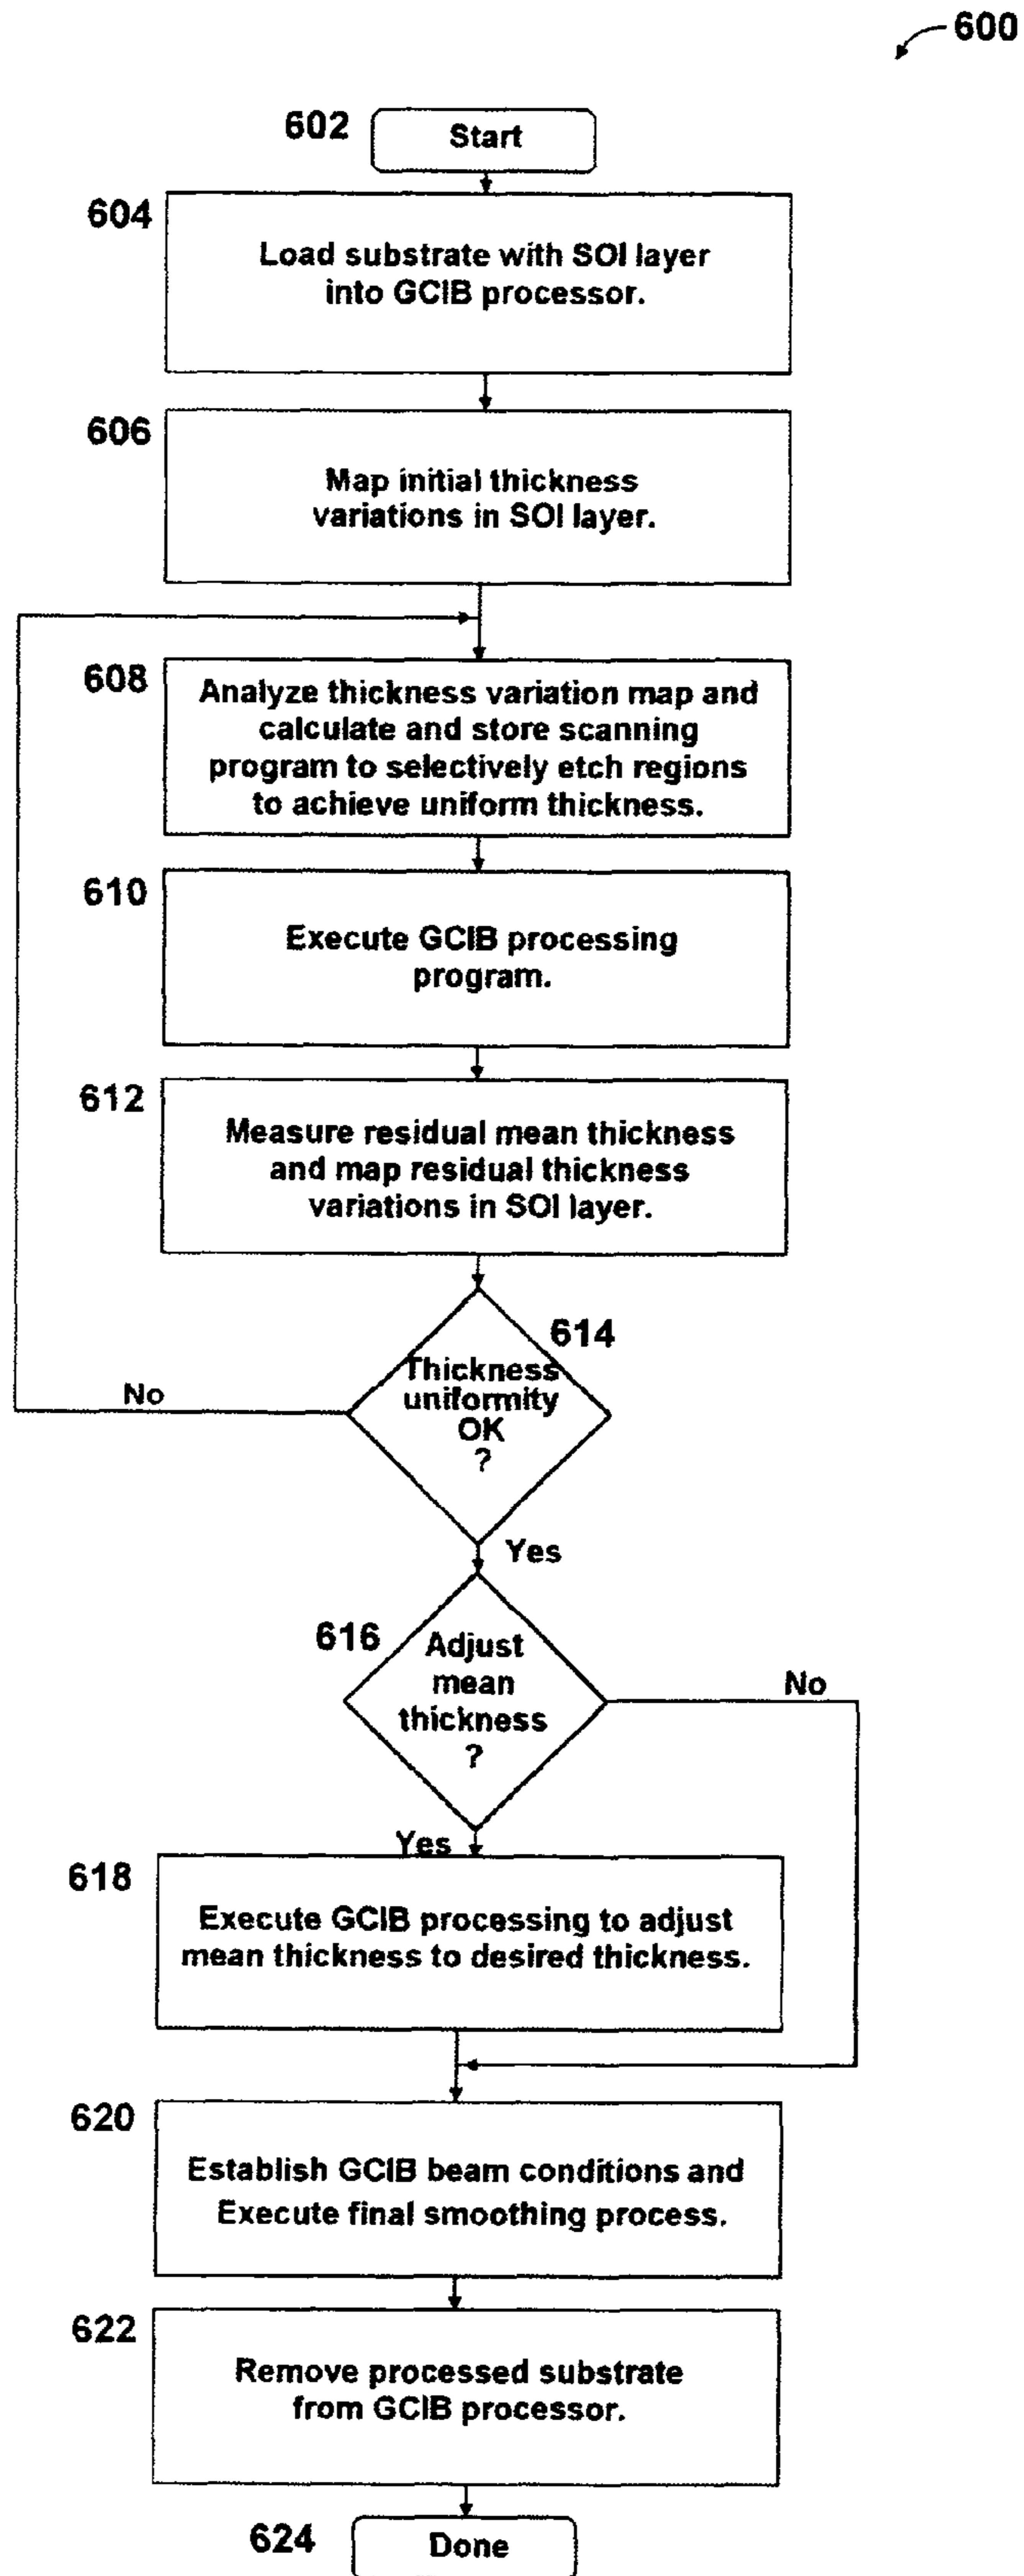 600
602
Start
604
Load substrate with SOI layer
into GCIB processor.
606
Map initial thickness
variations in SOI layer.
608
Analyze thickness variation map and
calculate and store scanning
program to selectively etch regions
to achieve uniform thickness.
610
Execute GCIB processing
program.
612
Measure residual mean thickness
and map residual thickness
variations in SOI layer.
614
Thickness
uniformity
OK
?
No
Yes
616
Adjust
mean
thickness
?
No
Yes
618
Execute GCIB processing to adjust
mean thickness to desired thickness.
620
Establish GCIB beam conditions and
Execute final smoothing process.
622
Remove processed substrate
from GCIB processor.
624
Done